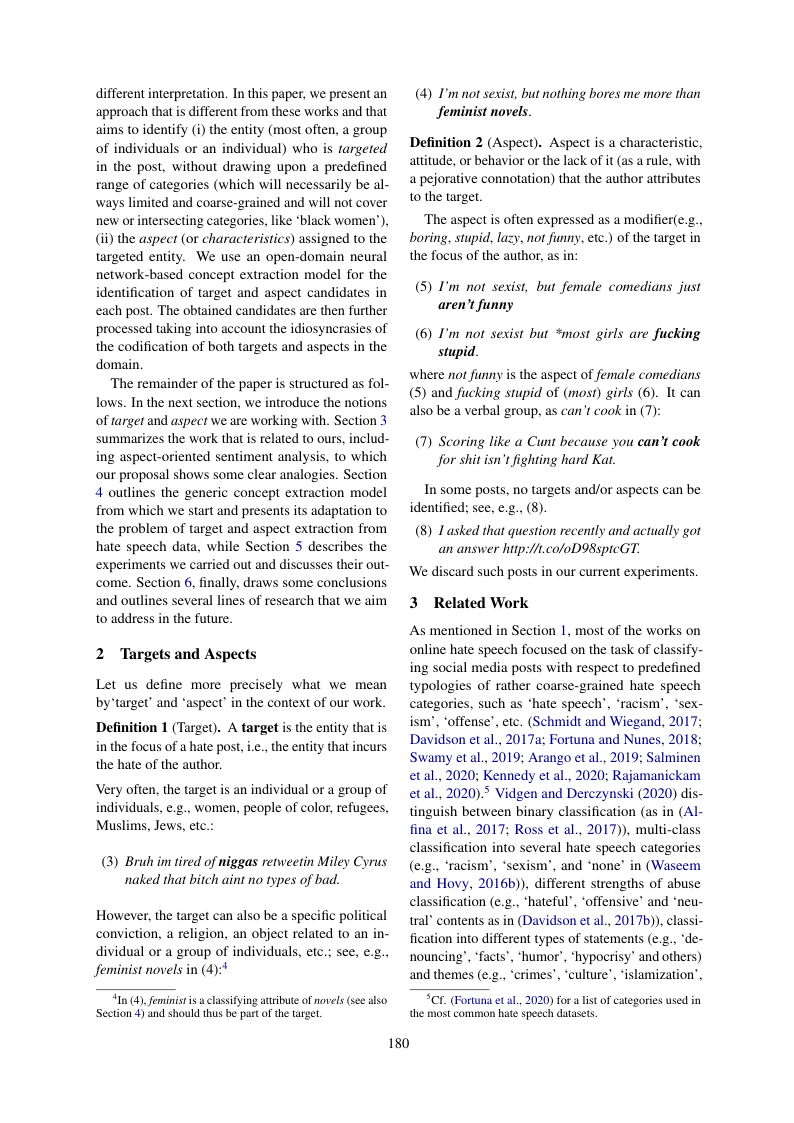 different interpretation. In this paper, we present an
approach that is different from these works and that
aims to identify (i) the entity (most often, a group
of individuals or an individual) who is targeted
in the post, without drawing upon a predefined
range of categories (which will necessarily be al-
ways limited and coarse-grained and will not cover
new or intersecting categories, like ‘black women’),
(ii) the aspect (or characteristics) assigned to the
targeted entity. We use an open-domain neural
network-based concept extraction model for the
identification of target and aspect candidates in
each post. The obtained candidates are then further
processed taking into account the idiosyncrasies of
the codification of both targets and aspects in the
domain.
The remainder of the paper is structured as fol-
lows. In the next section, we introduce the notions
of target and aspect we are working with. Section 3
summarizes the work that is related to ours, includ-
ing aspect-oriented sentiment analysis, to which
our proposal shows some clear analogies. Section
4 outlines the generic concept extraction model
from which we start and presents its adaptation to
the problem of target and aspect extraction from
hate speech data, while Section 5 describes the
experiments we carried out and discusses their out-
come. Section 6, finally, draws some conclusions
and outlines several lines of research that we aim
to address in the future.
2 Targets and Aspects
Let us define more precisely what we mean
by‘target’ and ‘aspect’ in the context of our work.
Definition 1 (Target). A target is the entity that is
in the focus of a hate post, i.e., the entity that incurs
the hate of the author.
Very often, the target is an individual or a group of
individuals, e.g., women, people of color, refugees,
Muslims, Jews, etc.:
(3) Bruh im tired of niggas retweetin Miley Cyrus
naked that bitch aint no types of bad.
However, the target can also be a specific political
conviction, a religion, an object related to an in-
dividual or a group of individuals, etc.; see, e.g.,
feminist novels in (4):4
4In (4), feminist is a classifying attribute of novels (see also
Section 4) and should thus be part of the target.
(4) I’m not sexist, but nothing bores me more than
feminist novels.
Definition 2 (Aspect). Aspect is a characteristic,
attitude, or behavior or the lack of it (as a rule, with
a pejorative connotation) that the author attributes
to the target.
The aspect is often expressed as a modifier(e.g.,
boring, stupid, lazy, not funny, etc.) of the target in
the focus of the author, as in:
(5) I’m not sexist, but female comedians just
aren’t funny
(6) I’m not sexist but *most girls are fucking
stupid.
where not funny is the aspect of female comedians
(5) and fucking stupid of (most) girls (6). It can
also be a verbal group, as can’t cook in (7):
(7) Scoring like a Cunt because you can’t cook
for shit isn’t fighting hard Kat.
In some posts, no targets and/or aspects can be
identified; see, e.g., (8).
(8) I asked that question recently and actually got
an answer http://t.co/oD98sptcGT.
We discard such posts in our current experiments.
3 Related Work
As mentioned in Section 1, most of the works on
online hate speech focused on the task of classify-
ing social media posts with respect to predefined
typologies of rather coarse-grained hate speech
categories, such as ‘hate speech’, ‘racism’, ‘sex-
ism’, ‘offense’, etc. (Schmidt and Wiegand, 2017;
Davidson et al., 2017a; Fortuna and Nunes, 2018;
Swamy et al., 2019; Arango et al., 2019; Salminen
et al., 2020; Kennedy et al., 2020; Rajamanickam
et al., 2020).5 Vidgen and Derczynski (2020) dis-
tinguish between binary classification (as in (Al-
fina et al., 2017; Ross et al., 2017)), multi-class
classification into several hate speech categories
(e.g., ‘racism’, ‘sexism’, and ‘none’ in (Waseem
and Hovy, 2016b)), different strengths of abuse
classification (e.g., ‘hateful’, ‘offensive’ and ‘neu-
tral’ contents as in (Davidson et al., 2017b)), classi-
fication into different types of statements (e.g., ‘de-
nouncing’, ‘facts’, ‘humor’, ‘hypocrisy’ and others)
and themes (e.g., ‘crimes’, ‘culture’, ‘islamization’,
5Cf. (Fortuna et al., 2020) for a list of categories used in
the most common hate speech datasets.
180